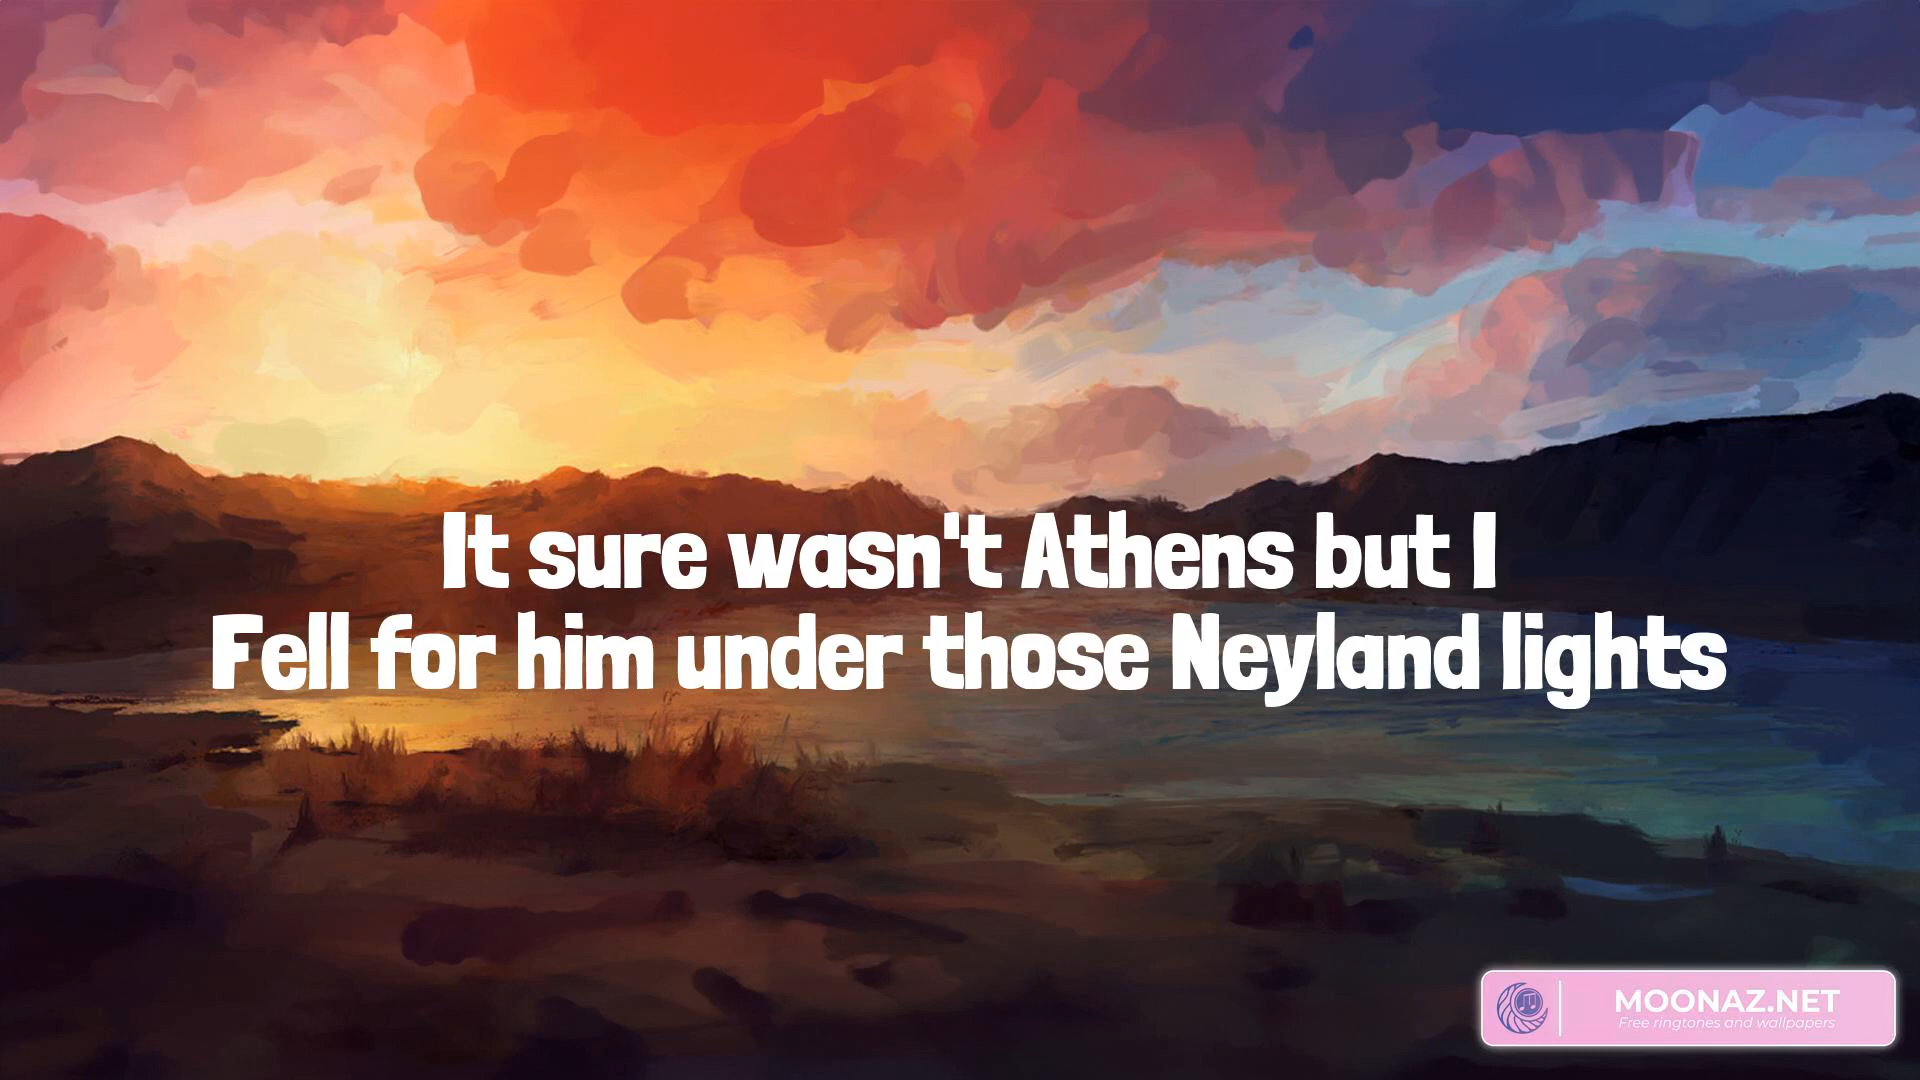 It sure wasn't Athens but I
Fell for him under those Neyland lights
MOONAZ.NET
Free ringtones and wallpapers